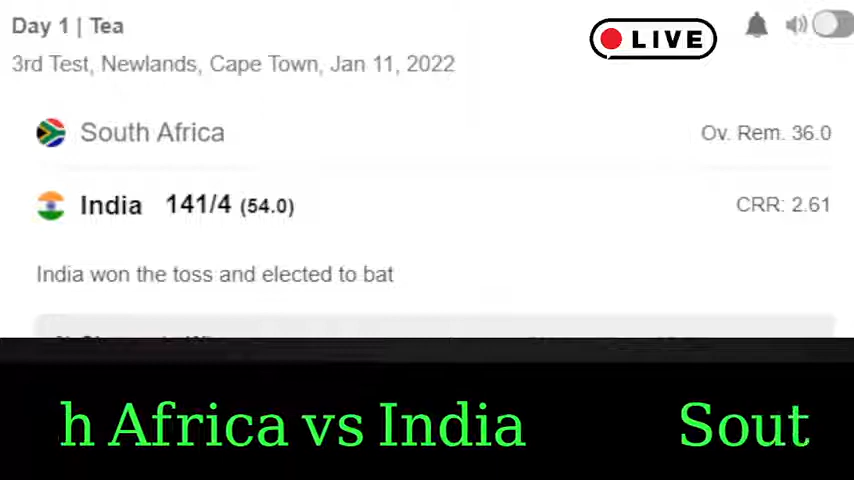 Day 1 | Tea
LIVE
3rd Test, Newlands, Cape Town, Jan 11, 2022
South Africa Ov. Rem. 36.0
India 141/4 (54.0) CRR: 2.61
India won the toss and elected to bat
h Africa vs India Sout